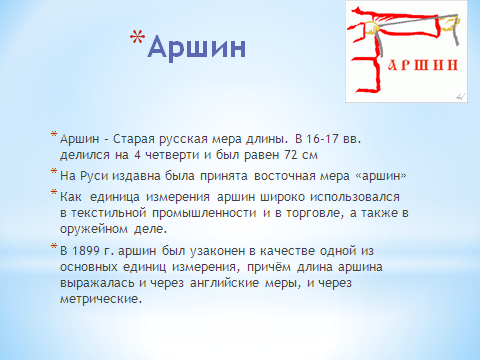 *Аршин
АРШИН
* Аршин – Старая русская мера длины. В 16-17 вв.
делился на 4 четверти и был равен 72 см
* На Руси издавна была принята восточная мера «аршин»
* Как единица измерения аршин широко использовался
в текстильной промышленности и в торговле, а также в
оружейном деле.
* В 1899 г. аршин был узаконен в качестве одной из
основных единиц измерения, причём длина аршина
выражалась и через английские меры, и через
метрические.